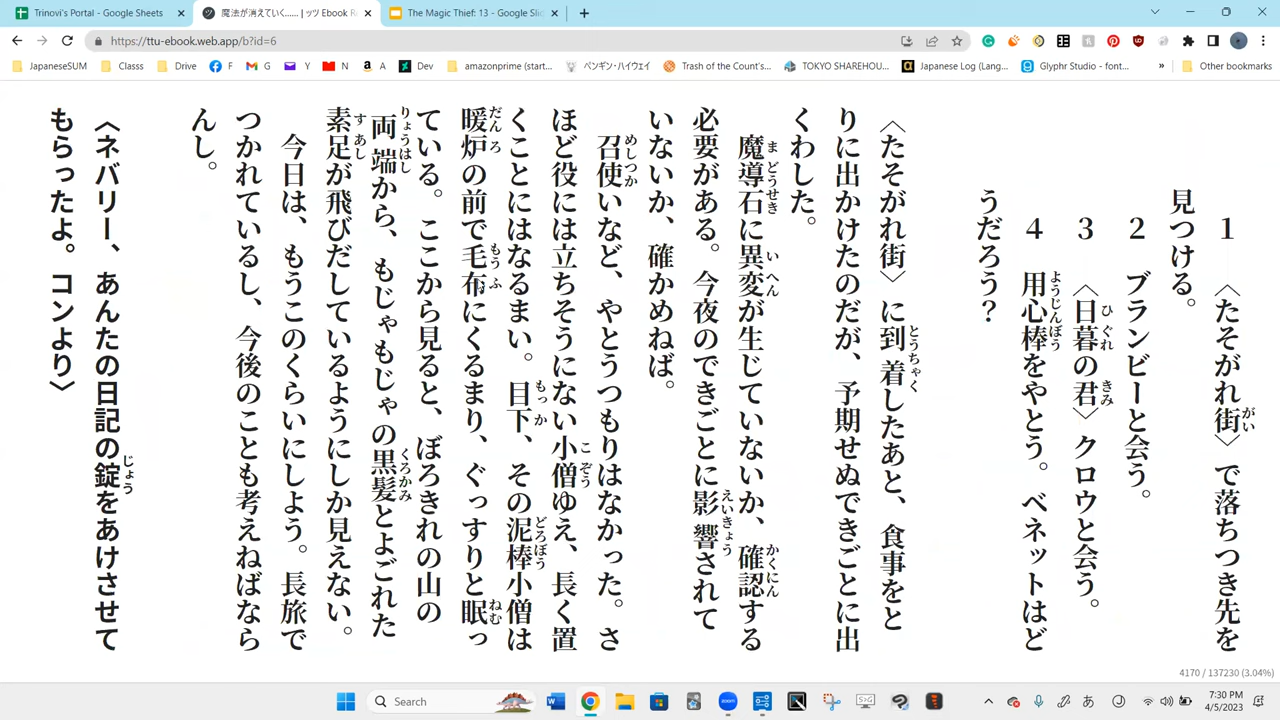 Trinovi's Portal - Google Sheets
魔法が消えていく...... | ッツ Ebook R
The Magic Thief: 13 - Google Slic
https://ttu-ebook.web.app/b?id=6
JapaneseSUM
Classs
Drive
F
G
Y
N
A
Dev
amazonprime (start...
ペンギン・ハイウェイ
Trash of the Count's...
TOKYO SHAREHOU...
Japanese Log (Lang...
Glyphr Studio - font...
Other bookmarks
1 〈たそがれ街〉で落ちつき先を
見つける。
2 ブランビーと会う。
3 〈日暮の君〉クロウと会う。
4 用心棒をやとう。ベネットはど
うだろう？
〈たそがれ街〉に到着したあと、食事をと
りに出かけたのだが、予期せぬできごとに出
くわした。
魔導石に異変が生じていないか、確認する
必要がある。今夜のできごとに影響されて
いないか、確かめねば。
召使いなど、やとうつもりはなかった。さ
ほど役には立ちそうにない小僧ゆえ、長く置
くことにはなるまい。目下、その泥棒小僧は
暖炉の前で毛布にくるまり、ぐっすりと眠っ
ている。ここから見ると、ぼろきれの山の
両端から、もじゃもじゃの黒髪とよごれた
素足が飛びだしているようにしか見えない。
今日は、もうこのくらいにしよう。長旅で
つかれているし、今後のことも考えねばなら
んし。
〈ネバリー、あんたの日記の錠をあけさせて
もらったよ。コンより〉
4170 / 137230 (3.04%)
Search
あ
7:30 PM
4/5/2023